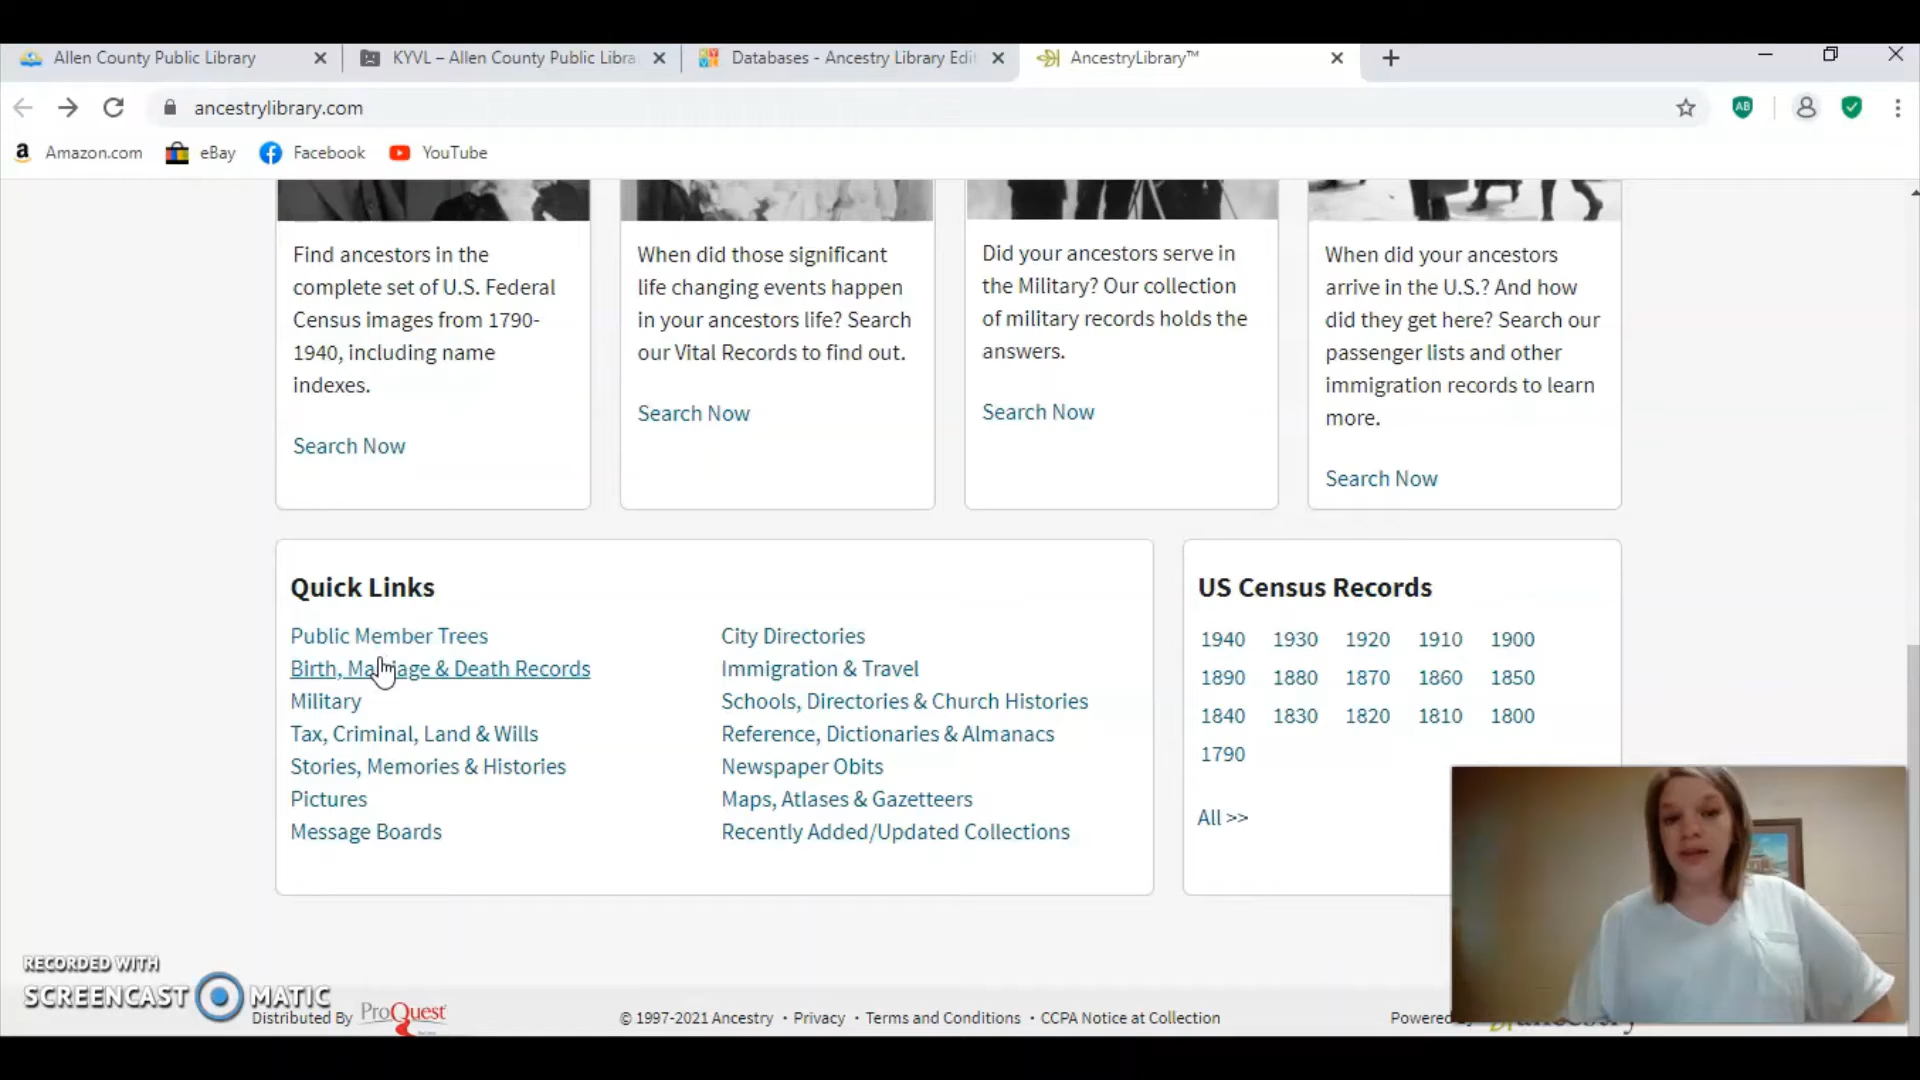 Allen County Public Library
KYVL – Allen County Public Libra
Databases - Ancestry Library Edit
AncestryLibrary™
ancestrylibrary.com
AB
Amazon.com
eBay
Facebook
YouTube
Find ancestors in the
complete set of U.S. Federal
Census images from 1790-
1940, including name
indexes.
Search Now
When did those significant
life changing events happen
in your ancestors life? Search
our Vital Records to find out.
Search Now
Did your ancestors serve in
the Military? Our collection
of military records holds the
answers.
Search Now
When did your ancestors
arrive in the U.S.? And how
did they get here? Search our
passenger lists and other
immigration records to learn
more.
Search Now
Quick Links
Public Member Trees
Birth, Marriage & Death Records
Military
Tax, Criminal, Land & Wills
Stories, Memories & Histories
Pictures
Message Boards
City Directories
Immigration & Travel
Schools, Directories & Church Histories
Reference, Dictionaries & Almanacs
Newspaper Obits
Maps, Atlases & Gazetteers
Recently Added/Updated Collections
US Census Records
1940 1930 1920 1910 1900
1890 1880 1870 1860 1850
1840 1830 1820 1810 1800
1790
All >>
RECORDED WITH
SCREENCAST MATIC
Distributed By ProQuest
© 1997-2021 Ancestry • Privacy • Terms and Conditions • CCPA Notice at Collection